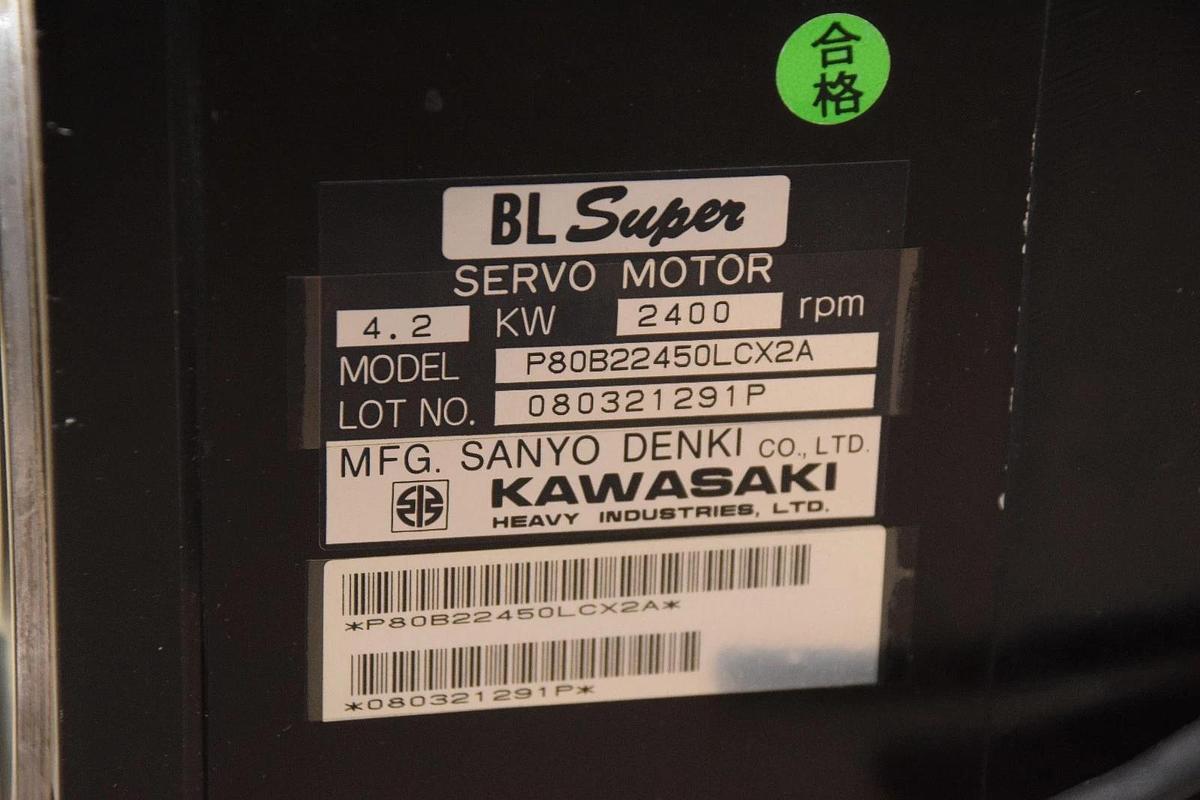 合
格
BL Super
SERVO MOTOR
4.2 KW 2400 rpm
MODEL P80B22450LCX2A
LOT NO. 080321291P
MFG. SANYO DENKI CO., LTD.
KAWASAKI
HEAVY INDUSTRIES, LTD.
*P80B22450LCX2A*
*080321291P*